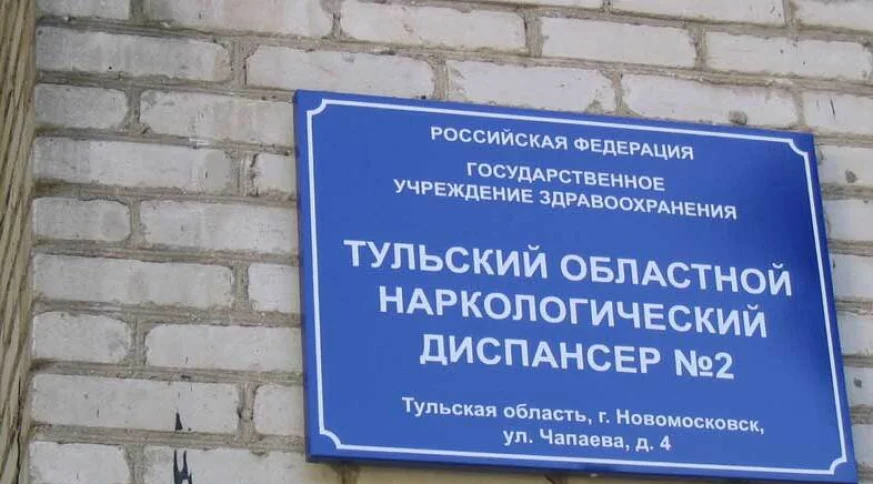 РОССИЙСКАЯ ФЕДЕРАЦИЯ
ГОСУДАРСТВЕННОЕ
УЧРЕЖДЕНИЕ ЗДРАВООХРАНЕНИЯ
ТУЛЬСКИЙ ОБЛАСТНОЙ
НАРКОЛОГИЧЕСКИЙ
ДИСПАНСЕР №2
Тульская область, г. Новомосковск,
ул. Чапаева, д. 4